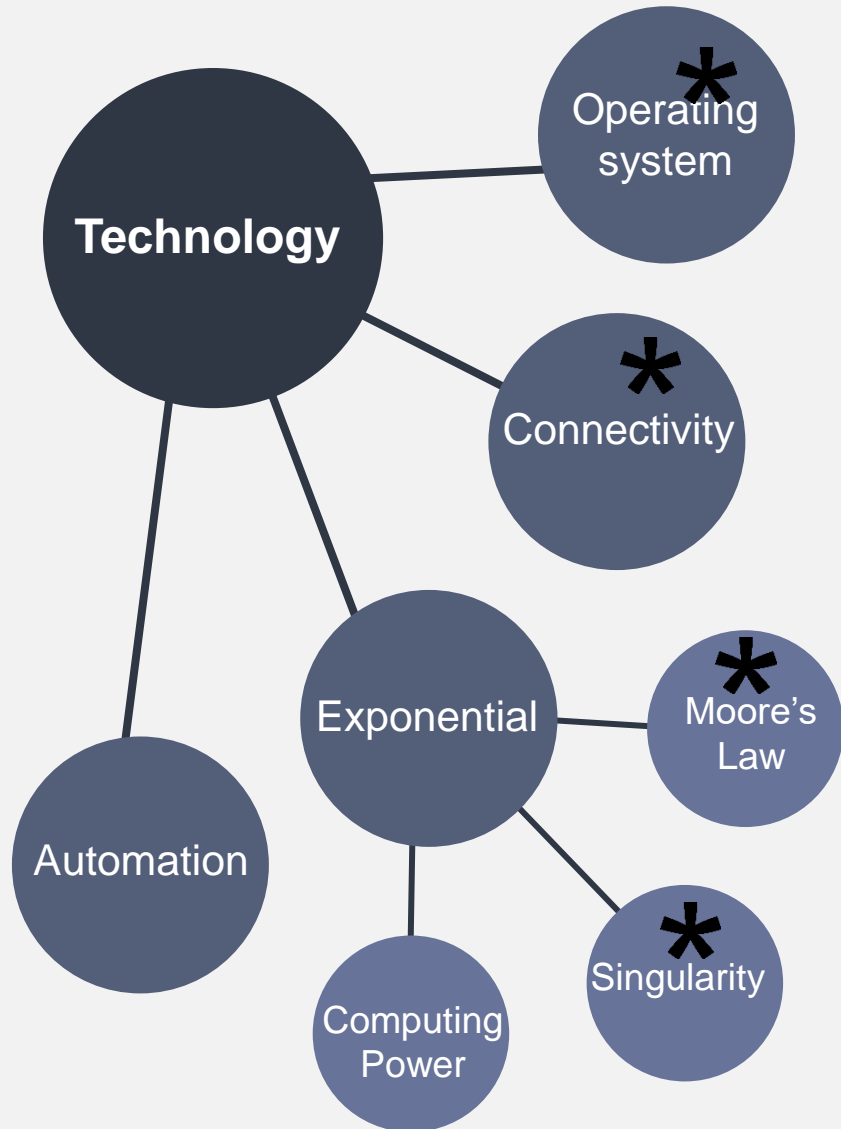 *
Operating
system
Technology
*
Connectivity
*
Moore's
Law
Exponential
Automation
*
Singularity
Computing
Power